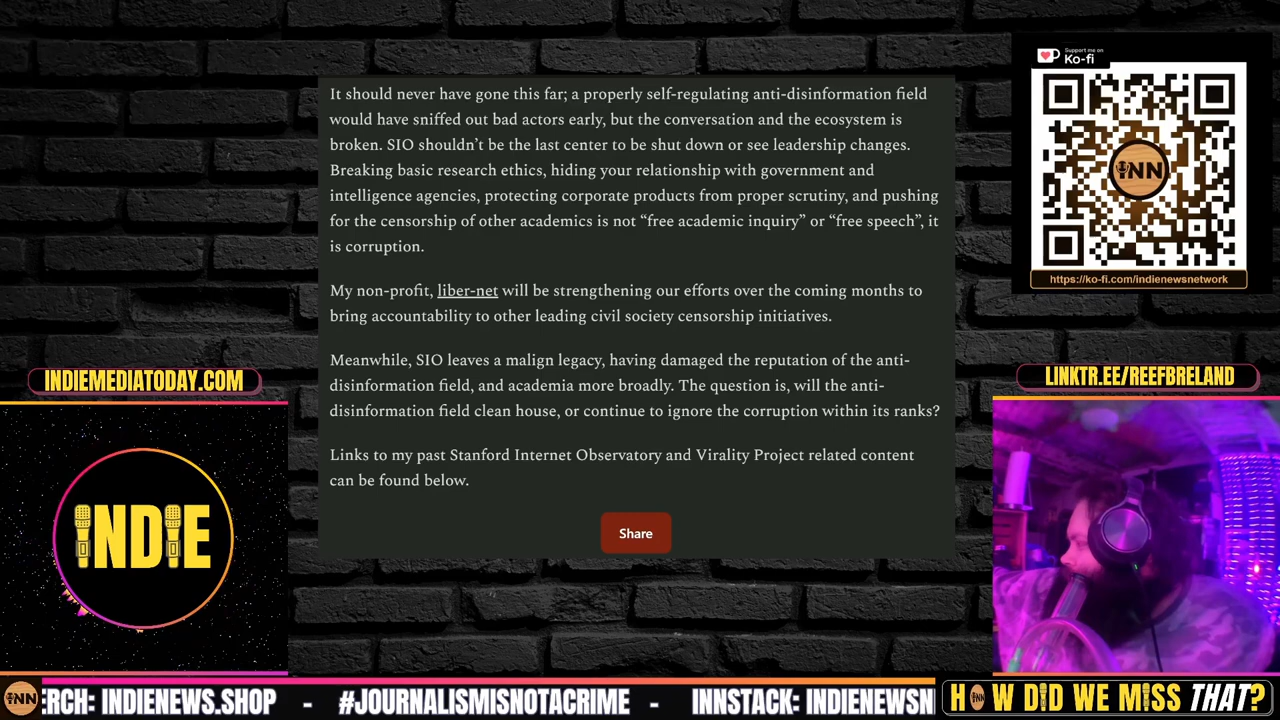 It should never have gone this far; a properly self-regulating anti-disinformation field
would have sniffed out bad actors early, but the conversation and the ecosystem is
broken. SIO shouldn’t be the last center to be shut down or see leadership changes.
Breaking basic research ethics, hiding your relationship with government and
intelligence agencies, protecting corporate products from proper scrutiny, and pushing
for the censorship of other academics is not “free academic inquiry” or “free speech”, it
is corruption.
My non-profit, liber-net will be strengthening our efforts over the coming months to
bring accountability to other leading civil society censorship initiatives.
Meanwhile, SIO leaves a malign legacy, having damaged the reputation of the anti-
disinformation field, and academia more broadly. The question is, will the anti-
disinformation field clean house, or continue to ignore the corruption within its ranks?
Links to my past Stanford Internet Observatory and Virality Project related content
can be found below.
Share
Support me on
Ko-fi
INN
https://ko-fi.com/indienewsnetwork
INDIEMEDIATODAY.COM
LINKTR.EE/REEFBRELAND
INDIE
INN
ERCH: INDIENEWS.SHOP - #JOURNALISMISNOTACRIME - INNSTACK: INDIENEWSN
HOW DID WE MISS THAT?